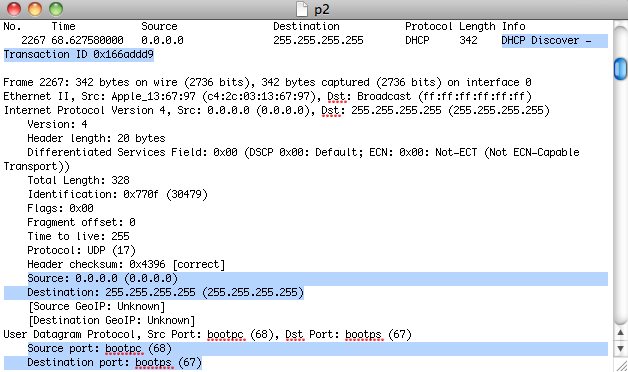 p2
No. Time Source Destination Protocol Length Info
2267 68.627580000 0.0.0.0 255.255.255.255 DHCP 342 DHCP Discover –
Transaction ID 0x166addd9
Frame 2267: 342 bytes on wire (2736 bits), 342 bytes captured (2736 bits) on interface 0
Ethernet II, Src: Apple_13:67:97 (c4:2c:03:13:67:97), Dst: Broadcast (ff:ff:ff:ff:ff:ff)
Internet Protocol Version 4, Src: 0.0.0.0 (0.0.0.0), Dst: 255.255.255.255 (255.255.255.255)
Version: 4
Header length: 20 bytes
Differentiated Services Field: 0x00 (DSCP 0x00: Default; ECN: 0x00: Not-ECT (Not ECN-Capable
Transport))
Total Length: 328
Identification: 0x770f (30479)
Flags: 0x00
Fragment offset: 0
Time to live: 255
Protocol: UDP (17)
Header checksum: 0x4396 [correct]
Source: 0.0.0.0 (0.0.0.0)
Destination: 255.255.255.255 (255.255.255.255)
[Source GeoIP: Unknown]
[Destination GeoIP: Unknown]
User Datagram Protocol, Src Port: bootpc (68), Dst Port: bootps (67)
Source port: bootpc (68)
Destination port: bootps (67)